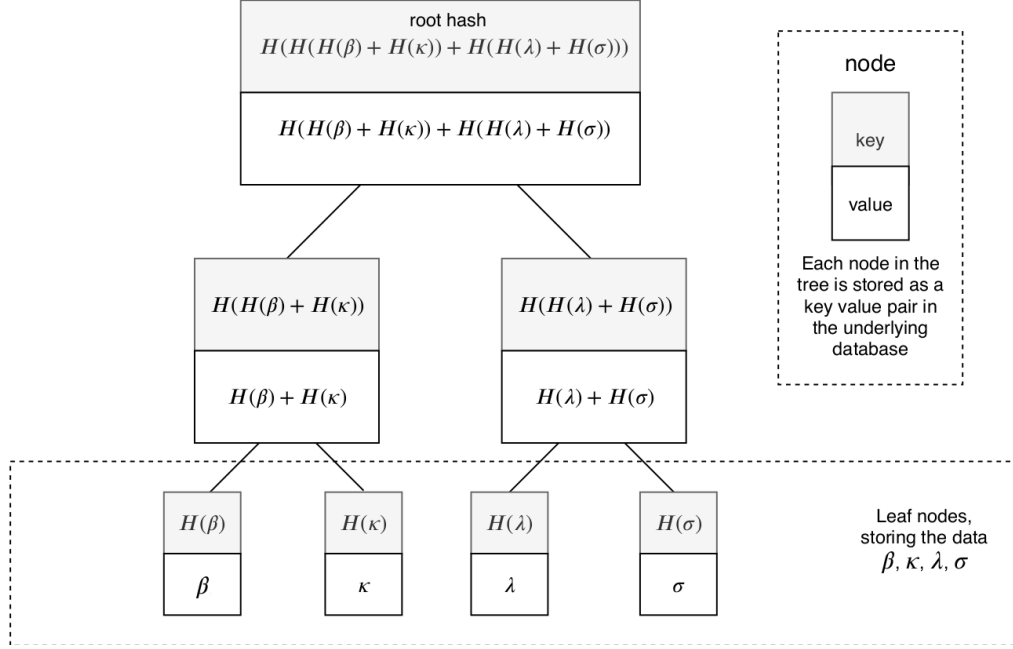 root hash
H(H(H(β) + H(κ)) + H(H(λ) + H(σ)))
H(H(β) + H(κ)) + H(H(λ) + H(σ))
node
key
value
Each node in the
tree is stored as a
key value pair in
the underlying
database
H(H(β) + H(κ))
H(H(λ) + H(σ))
H(β) + H(κ)
H(λ) + H(σ)
H(β)
H(κ)
H(λ)
H(σ)
β
κ
λ
σ
Leaf nodes,
storing the data
β, κ, λ, σ